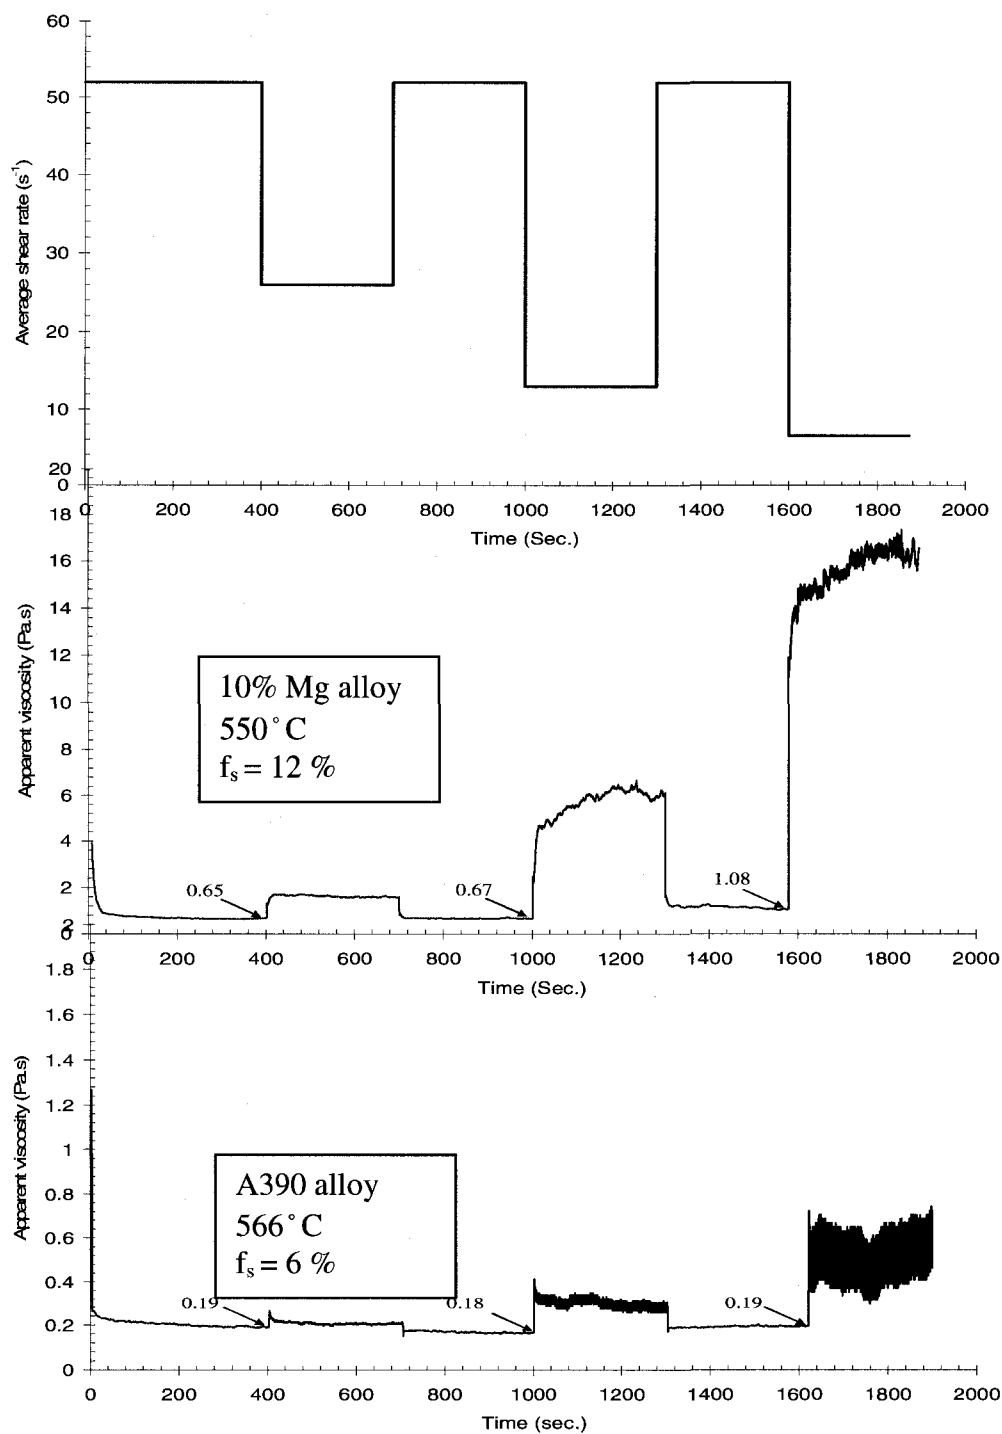 60
50
40
30
20
10
20
0
Average shear rate (s-1)
0 200 400 600 800 1000 1200 1400 1600 1800 2000
Time (Sec.)
18
16
14
12
10
8
6
4
2
0
Apparent viscosity (Pa.s)
10% Mg alloy
550°C
fs = 12 %
0.65
0.67
1.08
0 200 400 600 800 1000 1200 1400 1600 1800 2000
Time (Sec.)
2
1.8
1.6
1.4
1.2
1
0.8
0.6
0.4
0.2
0
Apparent viscosity (Pa.s)
A390 alloy
566°C
fs = 6 %
0.19
0.18
0.19
0 200 400 600 800 1000 1200 1400 1600 1800 2000
Time (sec.)